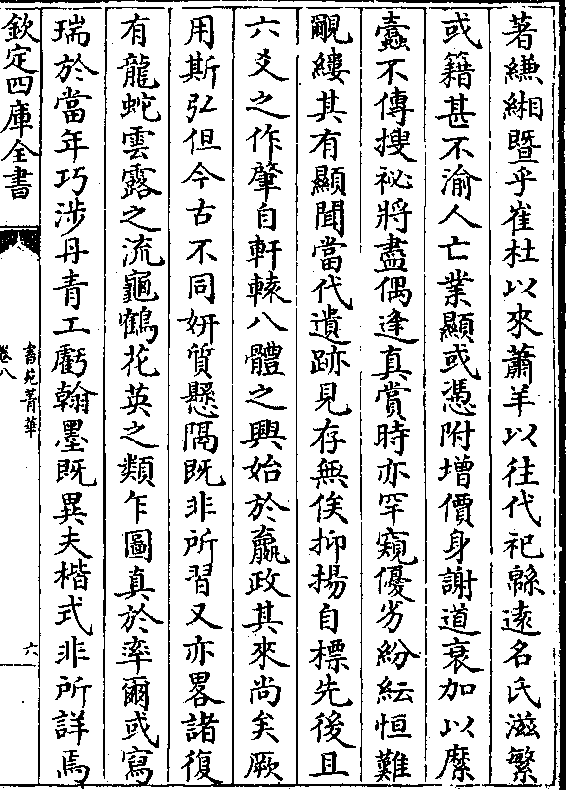 著縑緗暨乎崔杜以來蕭羊以往代祀緜遠名氏滋繁
或籍甚不渝人亡業顯或憑附增價身謝道衰加以糜
蠹不傳搜祕將盡偶逢真賞時亦罕窺優劣紛紜恒難
覼縷其有顯聞當代遺跡見存無俟抑揚自標先後且
六爻之作肇自軒轅八體之興始於嬴政其來尚矣厥
用斯弘但今古不同妍質懸隔既非所習又亦畧諸復
有龍蛇雲露之流龜鶴花英之類乍圖真於率爾或寫
瑞於當年巧涉丹青工虧翰墨既異夫楷式非所詳焉
欽定四庫全書
書苑菁華
卷八
六